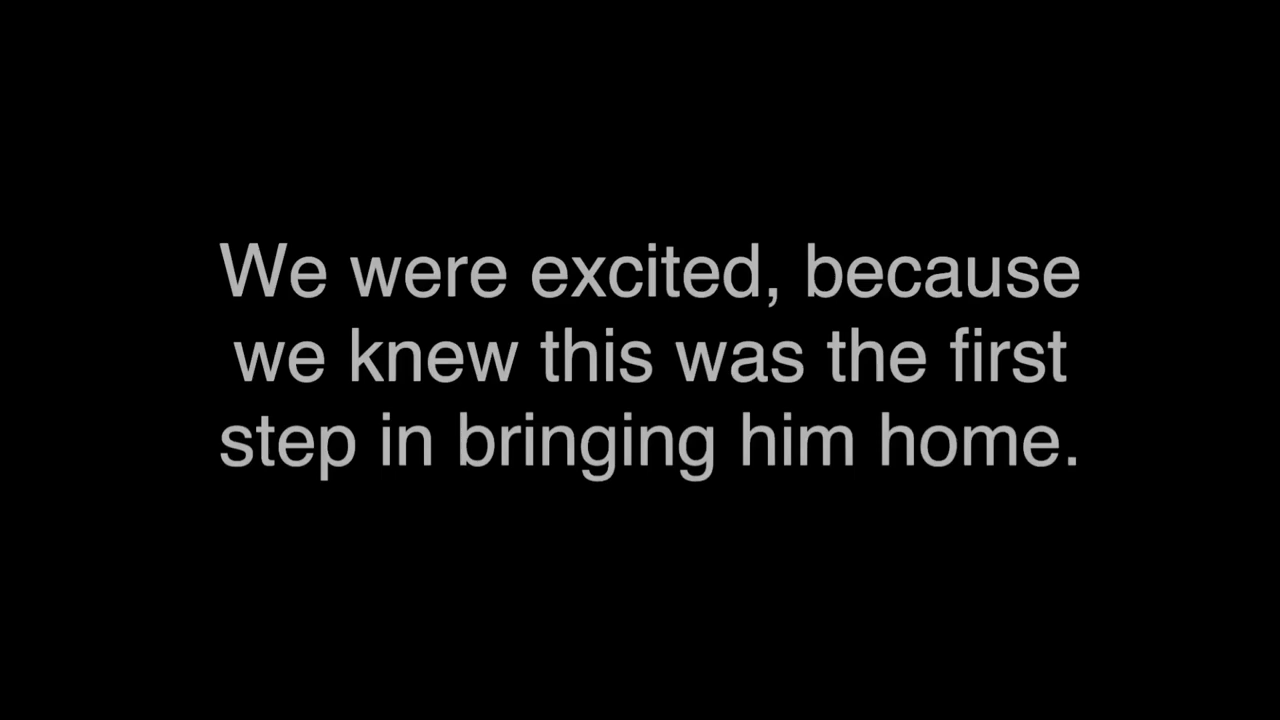 We were excited, because
we knew this was the first
step in bringing him home.